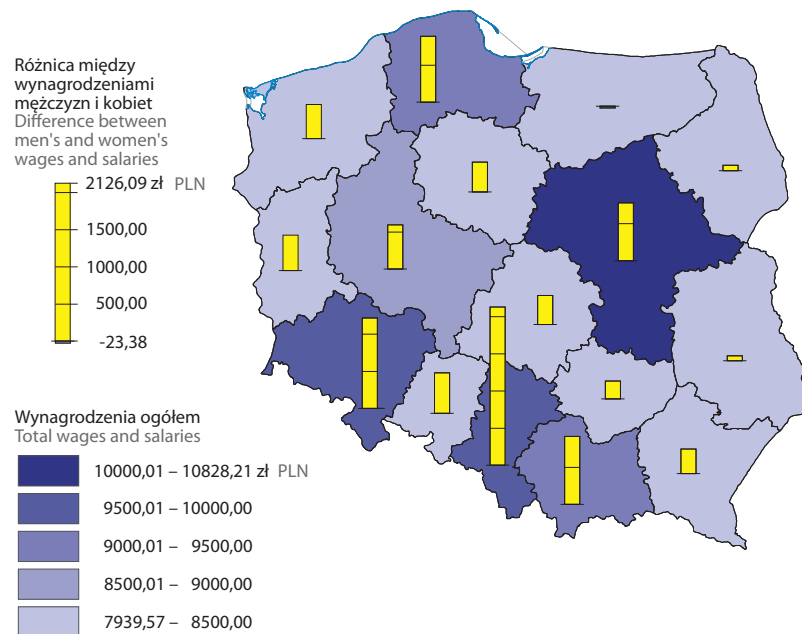 Różnica między
wynagrodzeniami
mężczyzn i kobiet
Difference between
men's and women's
wages and salaries
2126,09 zł PLN
1500,00
1000,00
500,00
-23,38
Wynagrodzenia ogółem
Total wages and salaries
10000,01 – 10828,21 zł PLN
9500,01 – 10000,00
9000,01 – 9500,00
8500,01 – 9000,00
7939,57 – 8500,00